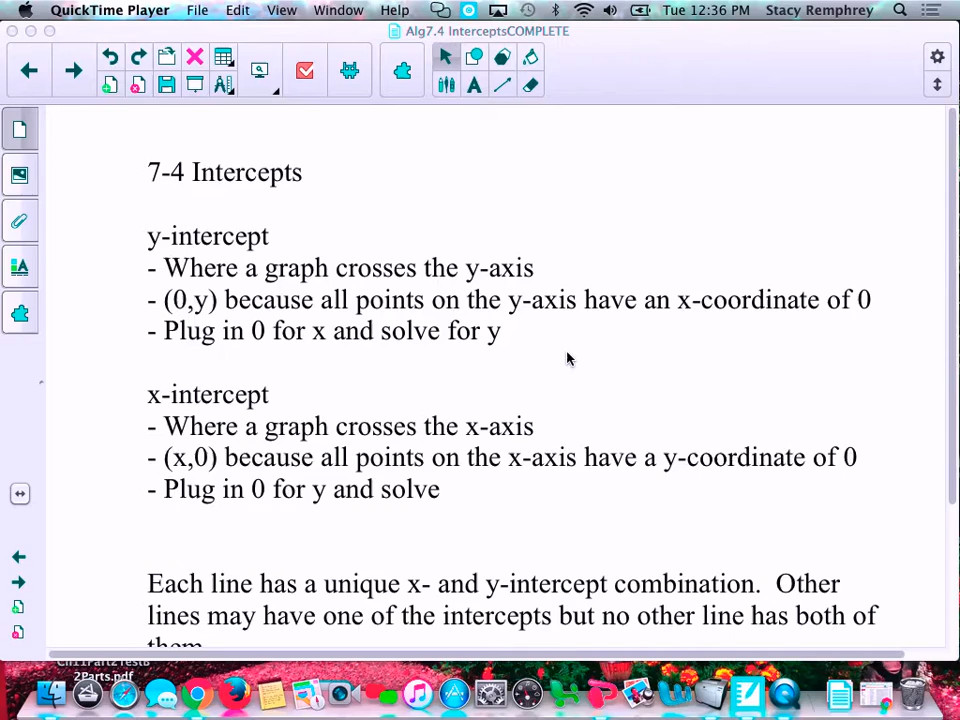 QuickTime Player File Edit View Window Help Tue 12:36 PM Stacy Remphrey
Alg7.4 InterceptsCOMPLETE
7-4 Intercepts
y-intercept
- Where a graph crosses the y-axis
- (0,y) because all points on the y-axis have an x-coordinate of 0
- Plug in 0 for x and solve for y
x-intercept
- Where a graph crosses the x-axis
- (x,0) because all points on the x-axis have a y-coordinate of 0
- Plug in 0 for y and solve
Each line has a unique x- and y-intercept combination. Other
lines may have one of the intercepts but no other line has both of
them
Ch11Part2TestB
2Parts.pdf